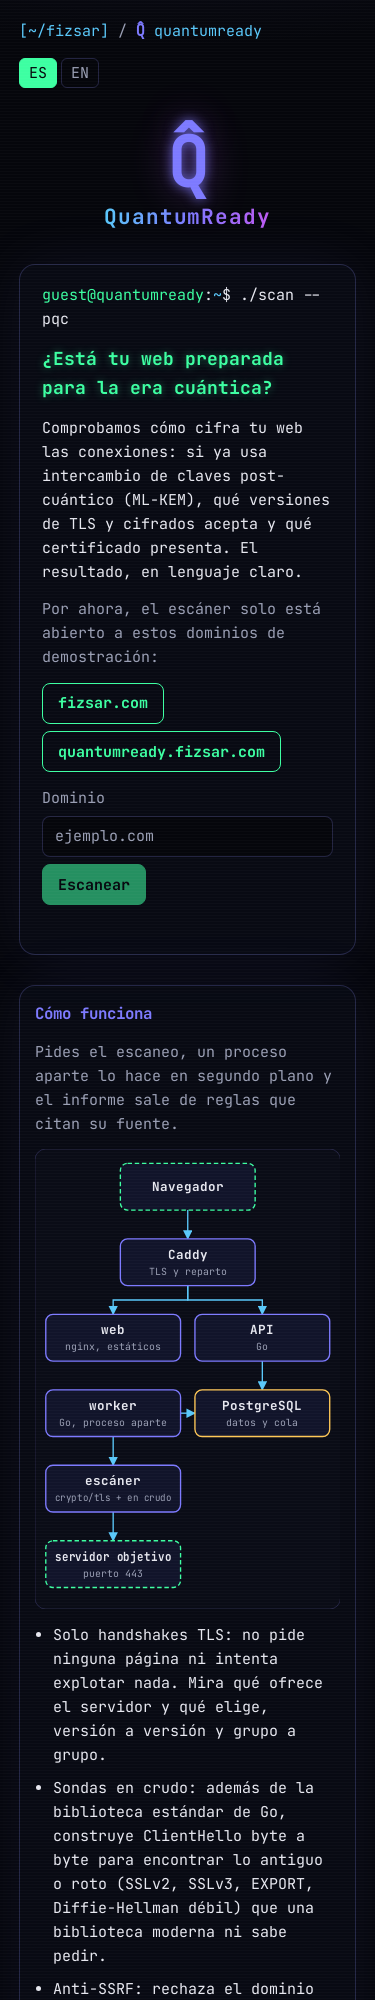 [~/fizsar] / Q̂ quantumready
ES EN
Q̂
QuantumReady
guest@quantumready:~$ ./scan --
pqc
¿Está tu web preparada
para la era cuántica?
Comprobamos cómo cifra tu web
las conexiones: si ya usa
intercambio de claves post-
cuántico (ML-KEM), qué versiones
de TLS y cifrados acepta y qué
certificado presenta. El
resultado, en lenguaje claro.
Por ahora, el escáner solo está
abierto a estos dominios de
demostración:
fizsar.com
quantumready.fizsar.com
Dominio
ejemplo.com
Escanear
Cómo funciona
Pides el escaneo, un proceso
aparte lo hace en segundo plano y
el informe sale de reglas que
citan su fuente.
Navegador
Caddy
TLS y reparto
web
nginx, estáticos
API
Go
worker
Go, proceso aparte
PostgreSQL
datos y cola
escáner
crypto/tls + en crudo
servidor objetivo
puerto 443
• Solo handshakes TLS: no pide
ninguna página ni intenta
explotar nada. Mira qué ofrece
el servidor y qué elige,
versión a versión y grupo a
grupo.
• Sondas en crudo: además de la
biblioteca estándar de Go,
construye ClientHello byte a
byte para encontrar lo antiguo
o roto (SSLv2, SSLv3, EXPORT,
Diffie-Hellman débil) que una
biblioteca moderna ni sabe
pedir.
• Anti-SSRF: rechaza el dominio